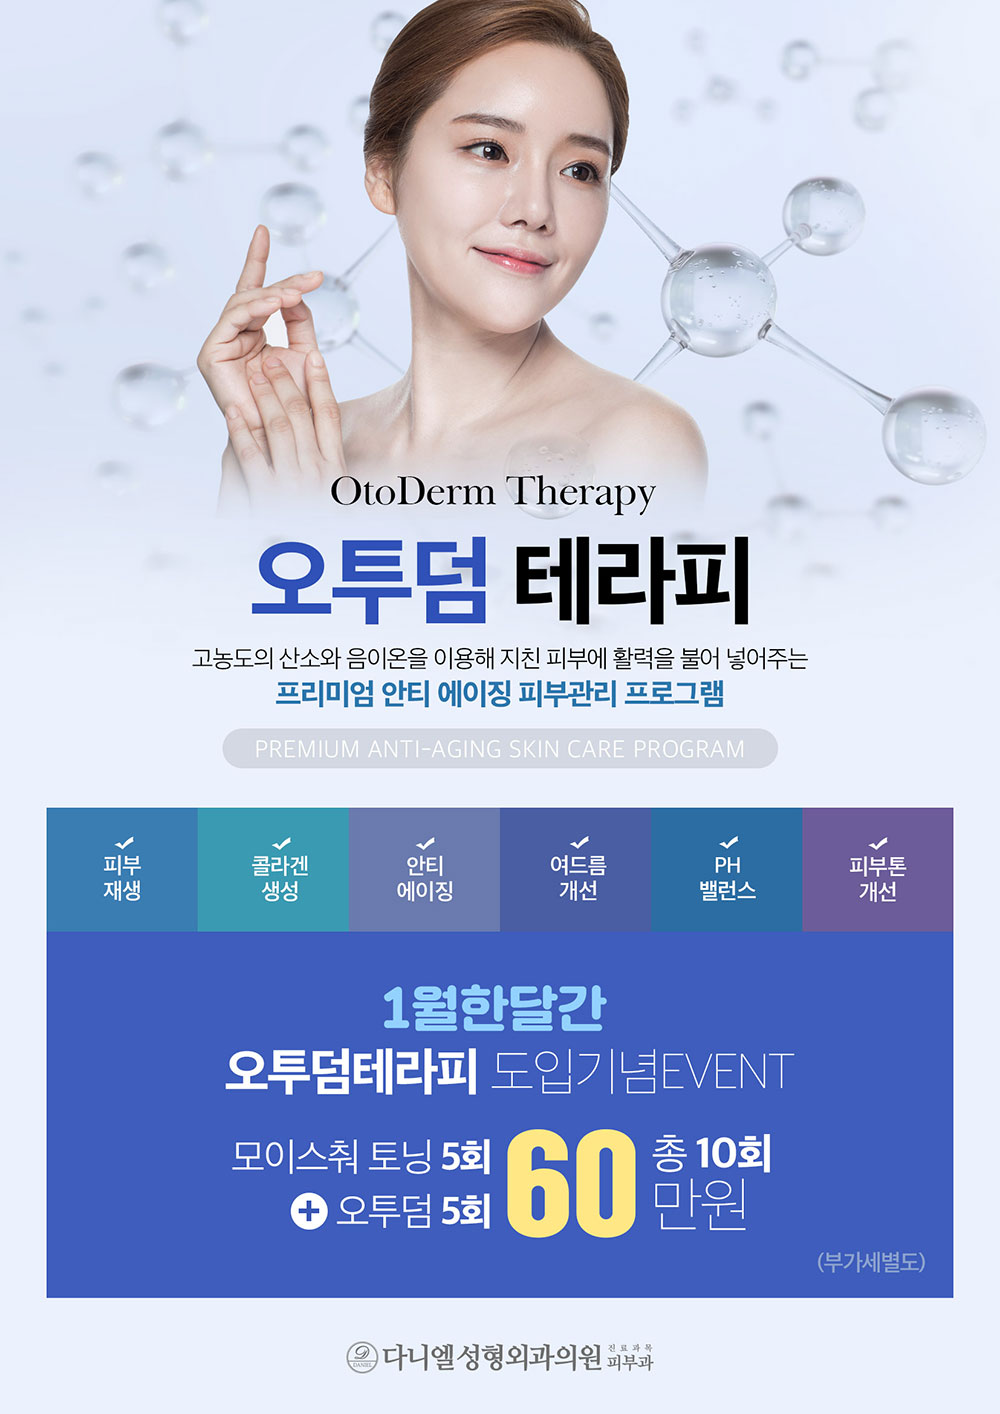 OtoDerm Therapy
오투덤 테라피
고농도의 산소와 음이온을 이용해 지친 피부에 활력을 불어 넣어주는
프리미엄 안티 에이징 피부관리 프로그램
PREMIUM ANTI-AGING SKIN CARE PROGRAM
피부
재생
콜라겐
생성
안티
에이징
여드름
개선
PH
밸런스
피부톤
개선
1월한달간
오투덤테라피 도입기념EVENT
모이스춰 토닝 5회
+ 오투덤 5회
60
총 10회
만원
(부가세별도)
D
DANIEL
다니엘성형외과의원
진료과목
피부과